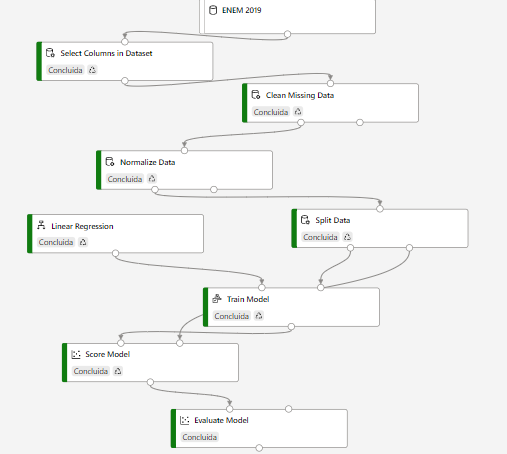 ENEM 2019
Select Columns in Dataset
Concluída
Clean Missing Data
Concluída
Normalize Data
Concluída
Linear Regression
Concluída
Split Data
Concluída
Train Model
Concluída
Score Model
Concluída
Evaluate Model
Concluída